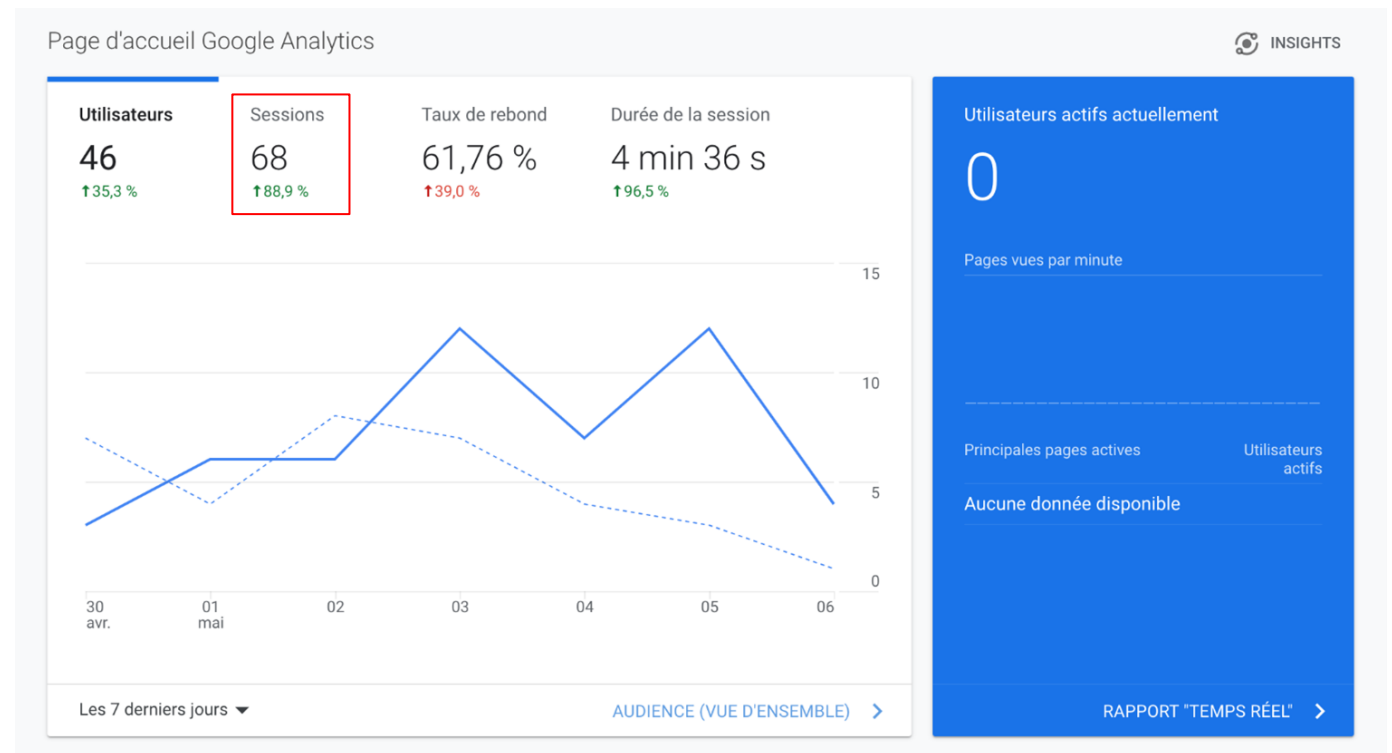 Page d'accueil Google Analytics
INSIGHTS
Utilisateurs
46
↑35,3 %
Sessions
68
↑88,9 %
Taux de rebond
61,76 %
↑39,0 %
Durée de la session
4 min 36 s
↑96,5 %
15
10
5
0
30
avr.
01
mai
02
03
04
05
06
Les 7 derniers jours
AUDIENCE (VUE D'ENSEMBLE)
Utilisateurs actifs actuellement
0
Pages vues par minute
Principales pages actives
Utilisateurs
actifs
Aucune donnée disponible
RAPPORT "TEMPS RÉEL"